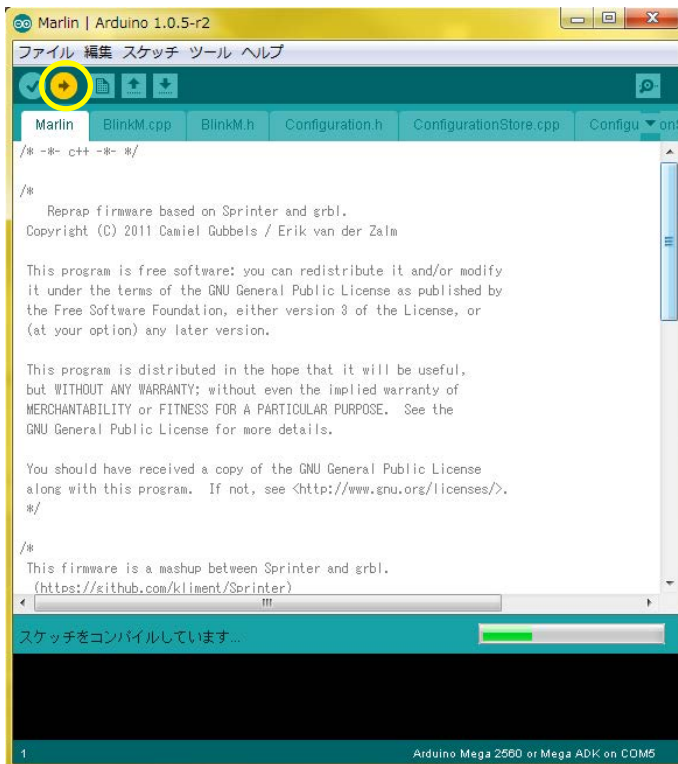 Marlin | Arduino 1.0.5-r2
ファイル 編集 スケッチ ツール ヘルプ
Marlin BlinkM.cpp BlinkM.h Configuration.h ConfigurationStore.cpp Configu on
/* -*- c++ -*- */
/*
Reprap firmware based on Sprinter and grbl.
Copyright (C) 2011 Camiel Gubbels / Erik van der Zalm
This program is free software: you can redistribute it and/or modify
it under the terms of the GNU General Public License as published by
the Free Software Foundation, either version 3 of the License, or
(at your option) any later version.
This program is distributed in the hope that it will be useful,
but WITHOUT ANY WARRANTY; without even the implied warranty of
MERCHANTABILITY or FITNESS FOR A PARTICULAR PURPOSE.  See the
GNU General Public License for more details.
You should have received a copy of the GNU General Public License
along with this program.  If not, see <http://www.gnu.org/licenses/>.
*/
/*
This firmware is a mashup between Sprinter and grbl.
(https://github.com/kliment/Sprinter)
スケッチをコンパイルしています...
1
Arduino Mega 2560 or Mega ADK on COM5